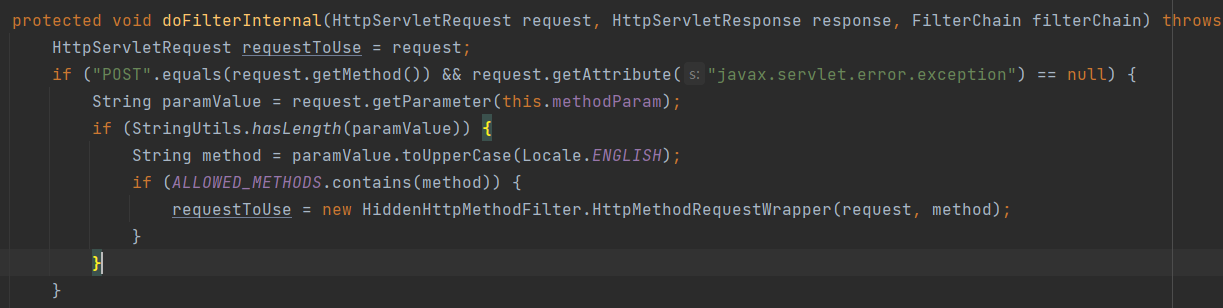 protected void doFilterInternal(HttpServletRequest request, HttpServletResponse response, FilterChain filterChain) throws
HttpServletRequest requestToUse = request;
if ("POST".equals(request.getMethod()) && request.getAttribute( s: "javax.servlet.error.exception") == null) {
String paramValue = request.getParameter(this.methodParam);
if (StringUtils.hasLength(paramValue)) {
String method = paramValue.toUpperCase(Locale.ENGLISH);
if (ALLOWED_METHODS.contains(method)) {
requestToUse = new HiddenHttpMethodFilter.HttpMethodRequestWrapper(request, method);
}
}
}